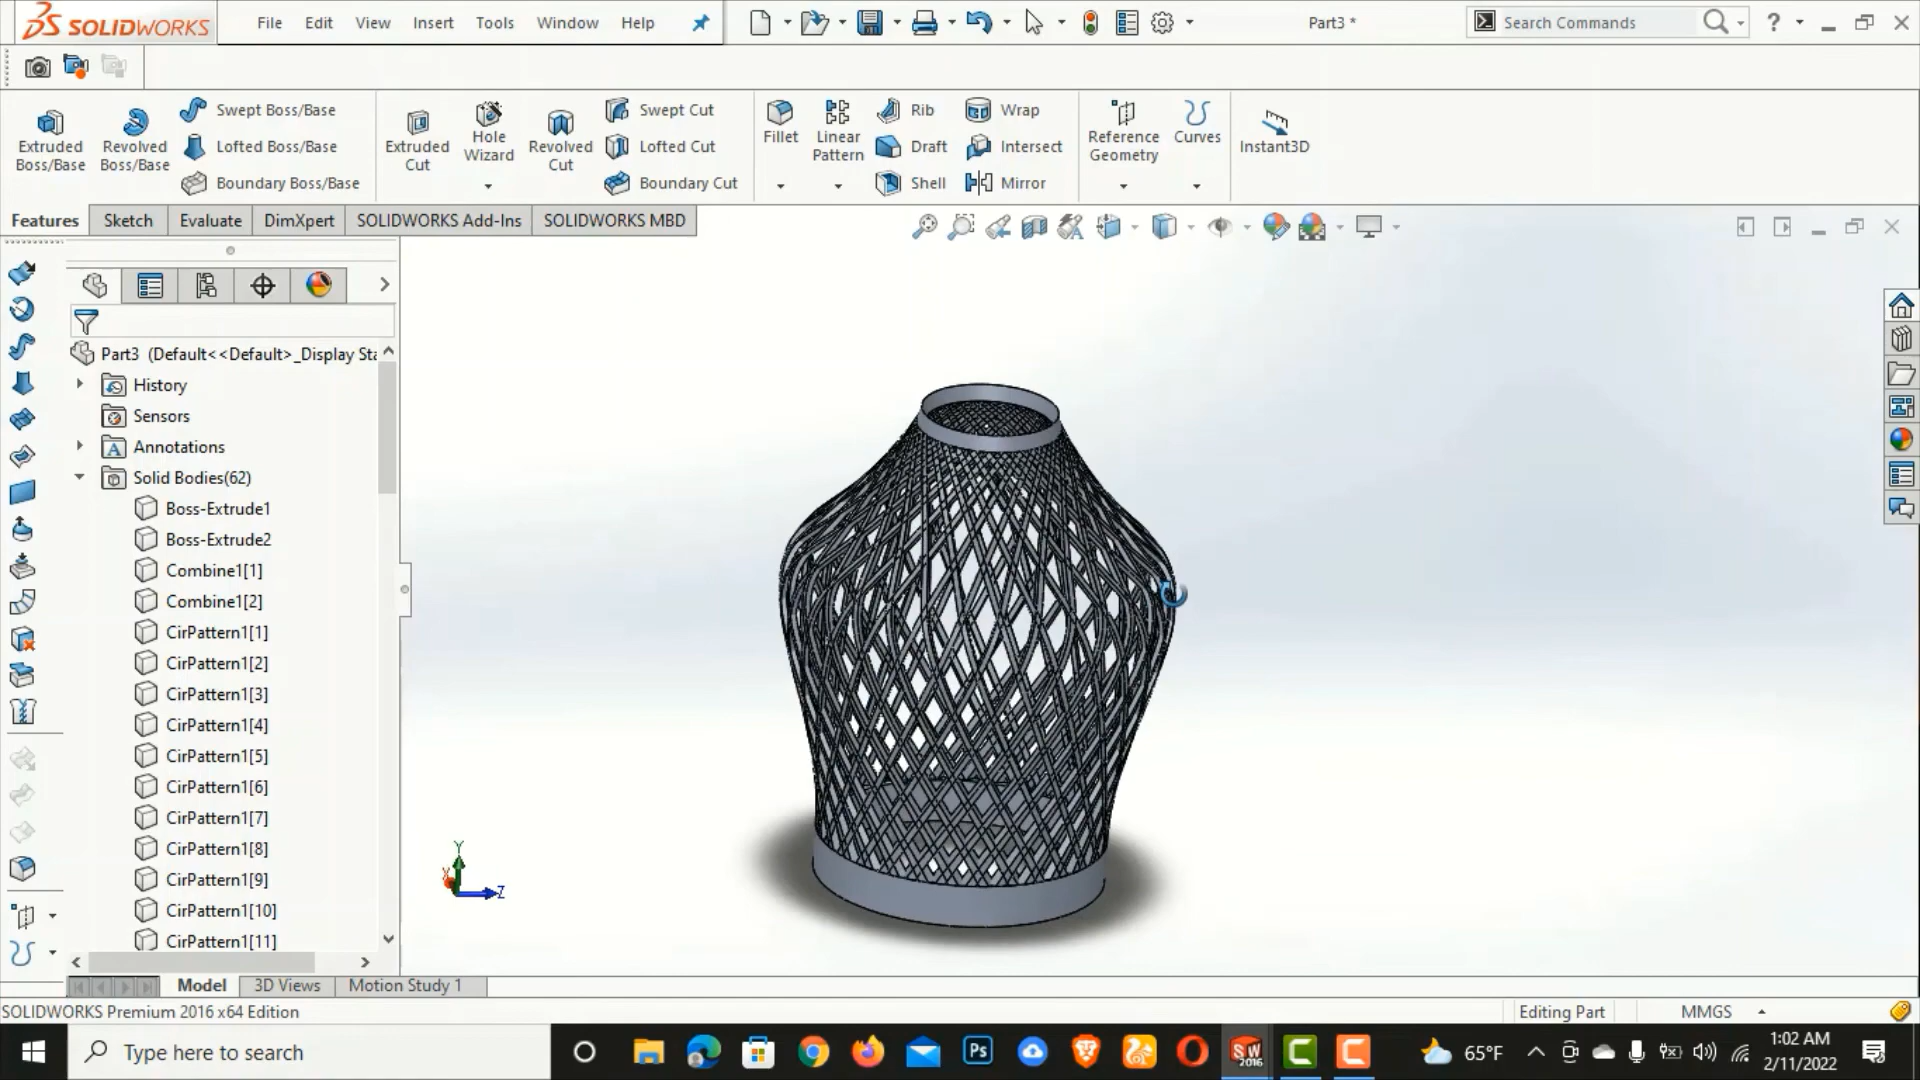 SOLIDWORKS
File Edit View Insert Tools Window Help
Part3 *
Search Commands
Extruded Boss/Base
Revolved Boss/Base
Swept Boss/Base
Lofted Boss/Base
Boundary Boss/Base
Extruded Cut
Hole Wizard
Revolved Cut
Swept Cut
Lofted Cut
Boundary Cut
Fillet
Linear Pattern
Rib
Draft
Shell
Wrap
Intersect
Mirror
Reference Geometry
Curves
Instant3D
Features Sketch Evaluate DimXpert SOLIDWORKS Add-Ins SOLIDWORKS MBD
Part3 (Default<<Default>_Display Sta
History
Sensors
Annotations
Solid Bodies(62)
Boss-Extrude1
Boss-Extrude2
Combine1[1]
Combine1[2]
CirPattern1[1]
CirPattern1[2]
CirPattern1[3]
CirPattern1[4]
CirPattern1[5]
CirPattern1[6]
CirPattern1[7]
CirPattern1[8]
CirPattern1[9]
CirPattern1[10]
CirPattern1[11]
Y
X
Z
Model 3D Views Motion Study 1
SOLIDWORKS Premium 2016 x64 Edition
Editing Part
MMGS
Type here to search
Ps
SW 2016
65°F
1:02 AM
2/11/2022